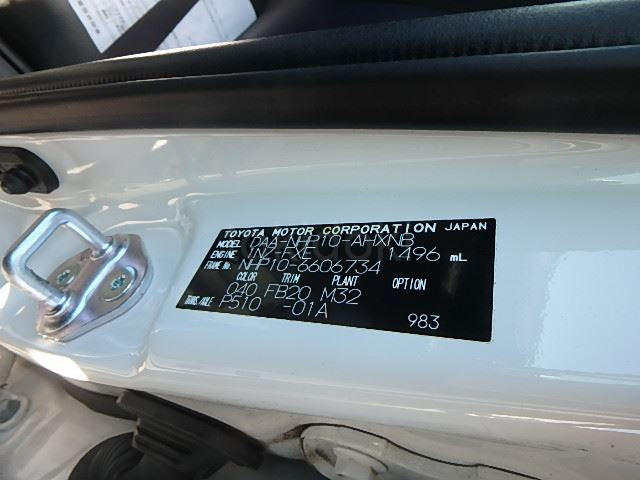 TOYOTA MOTOR CORPORATION JAPAN
MODEL DAA-NHP10-AHXNB
ENGINE 1NZ-FXE 1496 mL
FRAME No. NHP10-6606734
COLOR TRIM PLANT OPTION
040 FB20 M32
TRANS./AXLE P510 -01A 983